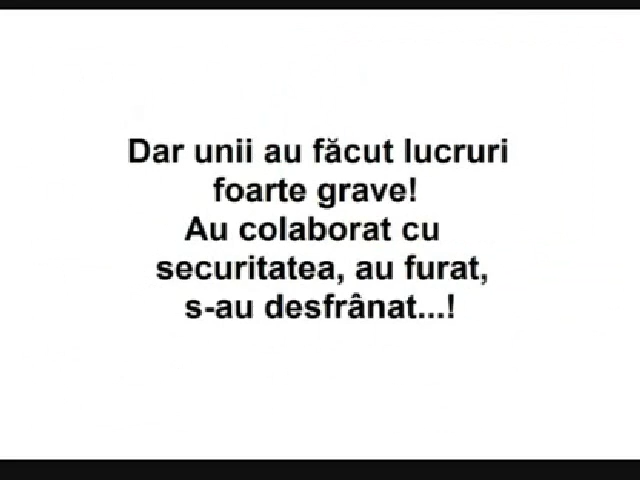 Dar unii au făcut lucruri
foarte grave!
Au colaborat cu
securitatea, au furat,
s-au desfrânat...!